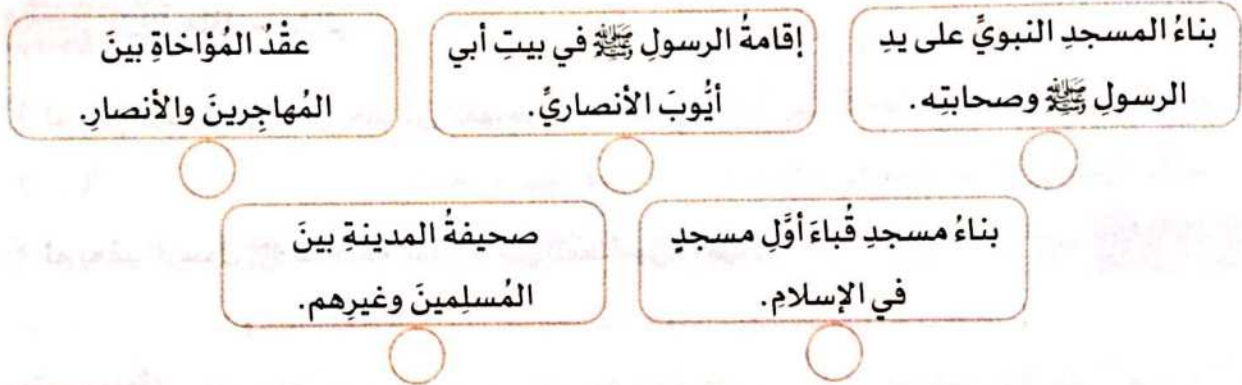 بناءُ المسجدِ النبويِّ على يدِ
الرسولِ ﷺ وصحابتِه.
إقامةُ الرسولِ ﷺ في بيتِ أبي
أيُّوبَ الأنصاريِّ.
عقْدُ المُؤاخاةِ بينَ
المُهاجِرينَ والأنصارِ.
بناءُ مسجدِ قُباءَ أوَّلِ مسجدٍ
في الإسلامِ.
صحيفةُ المدينةِ بينَ
المُسلِمينَ وغيرِهم.